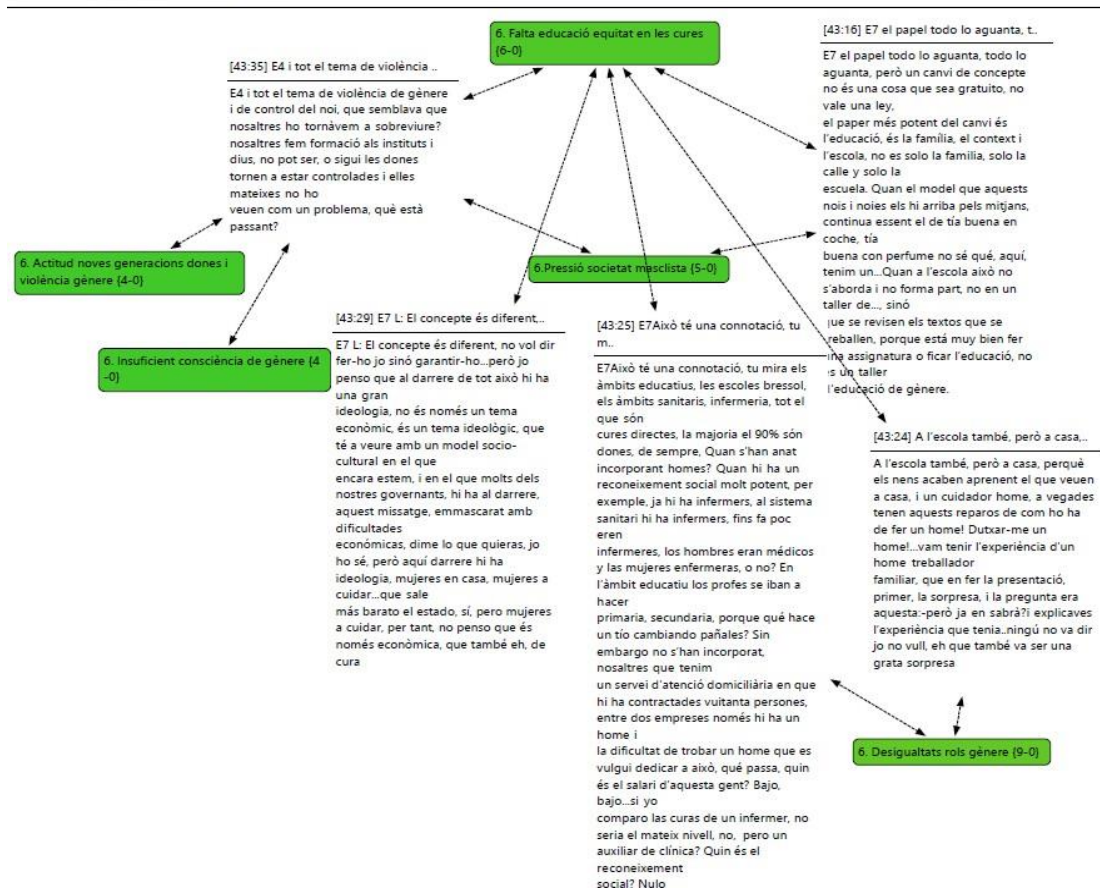 6. Falta educació equitat en les cures
{6-0}
[43:35] E4 i tot el tema de violència ..
E4 i tot el tema de violència de gènere
i de control del noi, que semblava que
nosaltres ho tornàvem a sobreviure?
nosaltres fem formació als instituts i
dius, no pot ser, o sigui les dones
tornen a estar controlades i elles
mateixes no ho
veuen com un problema, què està
passant?
[43:16] E7 el papel todo lo aguanta, t..
E7 el papel todo lo aguanta, todo lo
aguanta, però un canvi de concepte
no és una cosa que sea gratuito, no
vale una ley,
el paper més potent del canvi és
l'educació, és la família, el context i
l'escola, no es solo la familia, solo la
calle y solo la
escuela. Quan el model que aquests
nois i noies els hi arriba pels mitjans,
continua essent el de tía buena en
coche, tía
buena con perfume no sé qué, aquí,
tenim un...Quan a l'escola això no
s'aborda i no forma part, no en un
taller de..., sinó
que se revisen els textos que se
treballen, porque está muy bien fer
una assignatura o ficar l'educació, no
es un taller
l'educació de gènere.
6. Actitud noves generacions dones i
violència gènere {4-0}
6.Pressió societat masclista {5-0}
6. Insuficient consciència de gènere {4
-0}
[43:29] E7 L: El concepte és diferent,..
E7 L: El concepte és diferent, no vol dir
fer-ho jo sinó garantir-ho...però jo
penso que al darrere de tot això hi ha
una gran
ideologia, no és només un tema
econòmic, és un tema ideològic, que
té a veure amb un model socio-
cultural en el que
encara estem, i en el que molts dels
nostres governants, hi ha al darrere,
aquest missatge, emmascarat amb
dificultades
económicas, dime lo que quieras, jo
ho sé, però aquí darrere hi ha
ideologia, mujeres en casa, mujeres a
cuidar...que sale
más barato el estado, sí, pero mujeres
a cuidar, per tant, no penso que és
només econòmica, que també eh, de
cura
[43:25] E7Això té una connotació, tu
m..
E7Això té una connotació, tu mira els
àmbits educatius, les escoles bressol,
els àmbits sanitaris, infermeria, tot el
que són
cures directes, la majoria el 90% són
dones, de sempre, Quan s'han anat
incorporant homes? Quan hi ha un
reconeixement social molt potent, per
exemple, ja hi ha infermers, al sistema
sanitari hi ha infermers, fins fa poc
eren
infermeres, los hombres eran médicos
y las mujeres enfermeras, o no? En
l'àmbit educatiu los profes se iban a
hacer
primaria, secundaria, porque qué hace
un tío cambiando pañales? Sin
embargo no s'han incorporat,
nosaltres que tenim
un servei d'atenció domiciliària en que
hi ha contractades vuitanta persones,
entre dos empreses només hi ha un
home i
la dificultat de trobar un home que es
vulgui dedicar a això, qué passa, quin
és el salari d'aquesta gent? Bajo,
bajo...si yo
comparo las curas de un infermer, no
seria el mateix nivell, no, pero un
auxiliar de clínica? Quin és el
reconeixement
social? Nulo
[43:24] A l'escola també, però a casa,..
A l'escola també, però a casa, perquè
els nens acaben aprenent el que veuen
a casa, i un cuidador home, a vegades
tenen aquests reparos de com ho ha
de fer un home! Dutxar-me un
home!...vam tenir l'experiència d'un
home treballador
familiar, que en fer la presentació,
primer, la sorpresa, i la pregunta era
aquesta:-però ja en sabrà?i explicaves
l'experiència que tenia..ningú no va dir
jo no vull, eh que també va ser una
grata sorpresa
6. Desigualtats rols gènere {9-0}